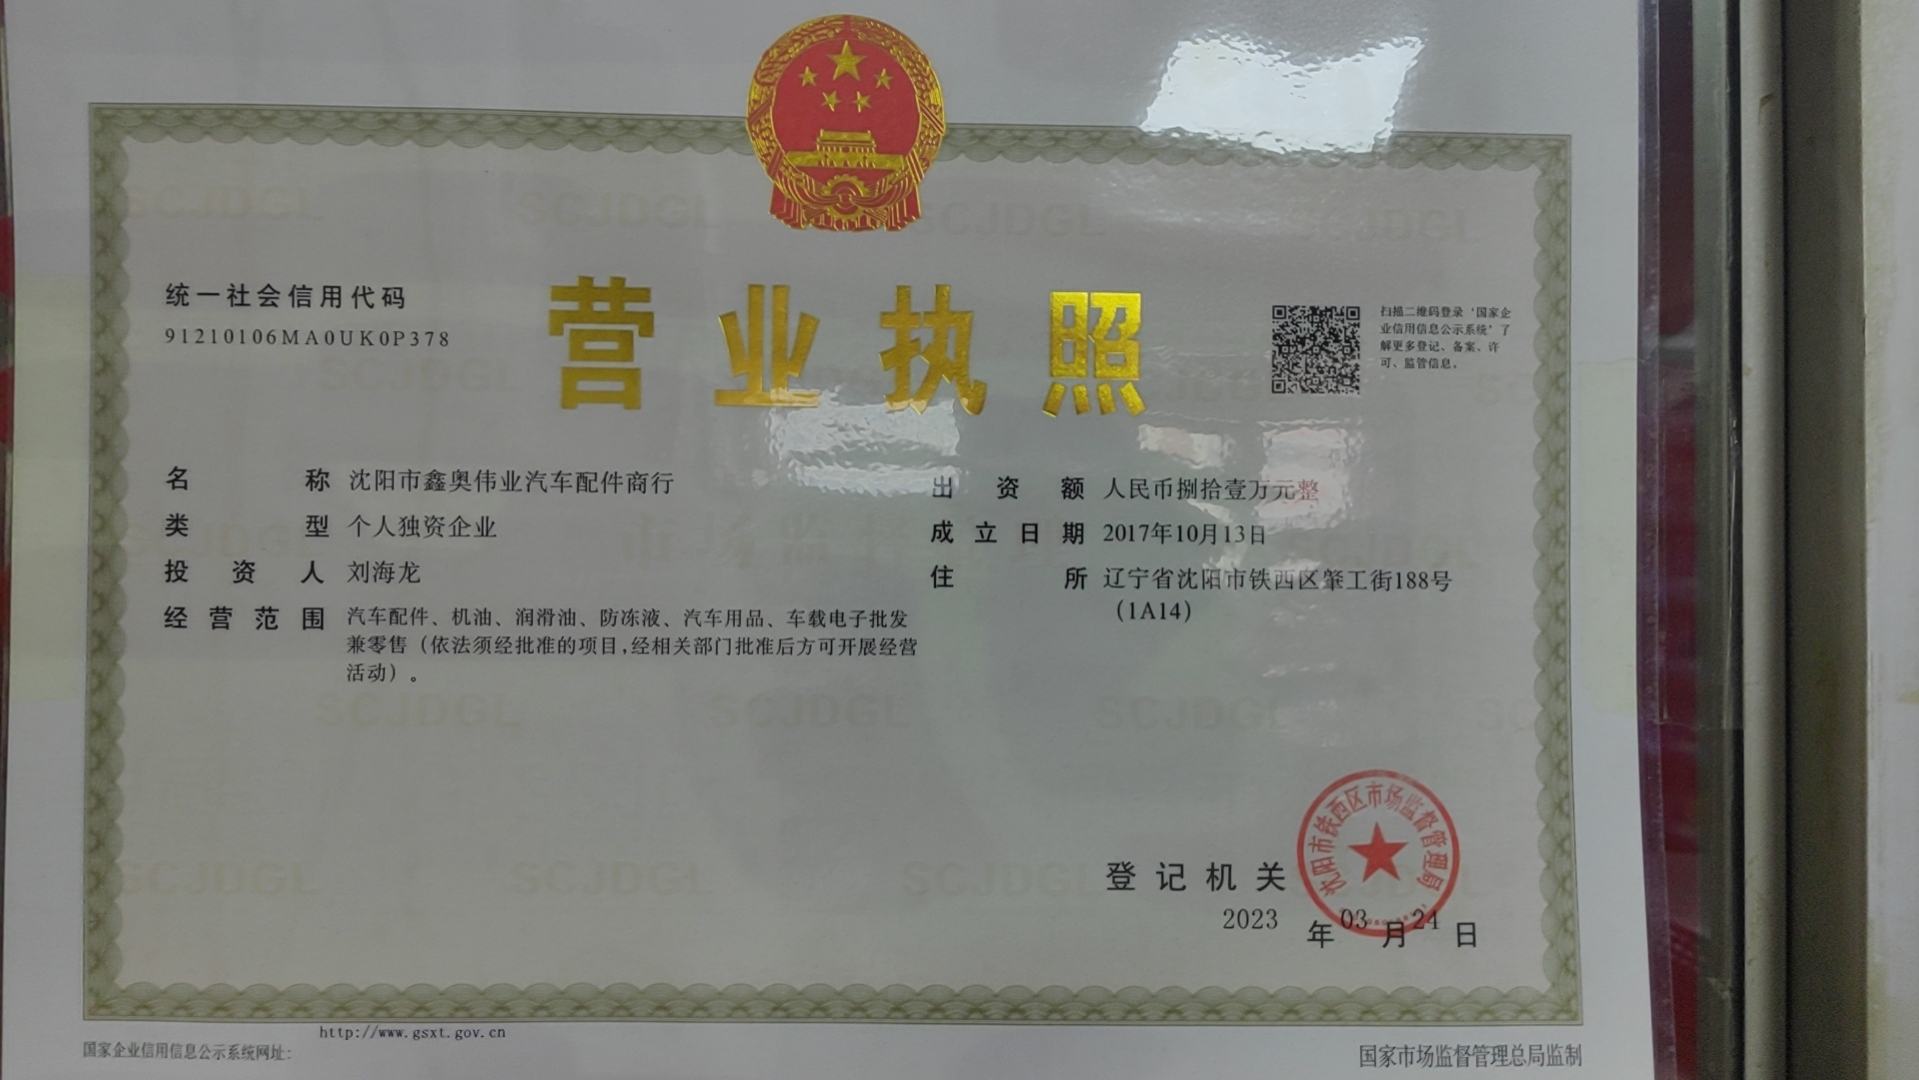 统一社会信用代码
91210106MA0UK0P378
营业执照
扫描二维码登录'国家企
业信用信息公示系统'了
解更多登记、备案、许
可、监管信息。
名 称 沈阳市鑫奥伟业汽车配件商行
类 型 个人独资企业
投 资 人 刘海龙
经 营 范 围 汽车配件、机油、润滑油、防冻液、汽车用品、车载电子批发
兼零售（依法须经批准的项目,经相关部门批准后方可开展经营
活动）。
出 资 额 人民币捌拾壹万元整
成 立 日 期 2017年10月13日
住 所 辽宁省沈阳市铁西区肇工街188号
（1A14）
沈阳市铁西区市场监督管理局
登 记 机 关
2023 年 03 月 24 日
http://www.gsxt.gov.cn
国家企业信用信息公示系统网址：
国家市场监督管理总局监制
SCJDGL